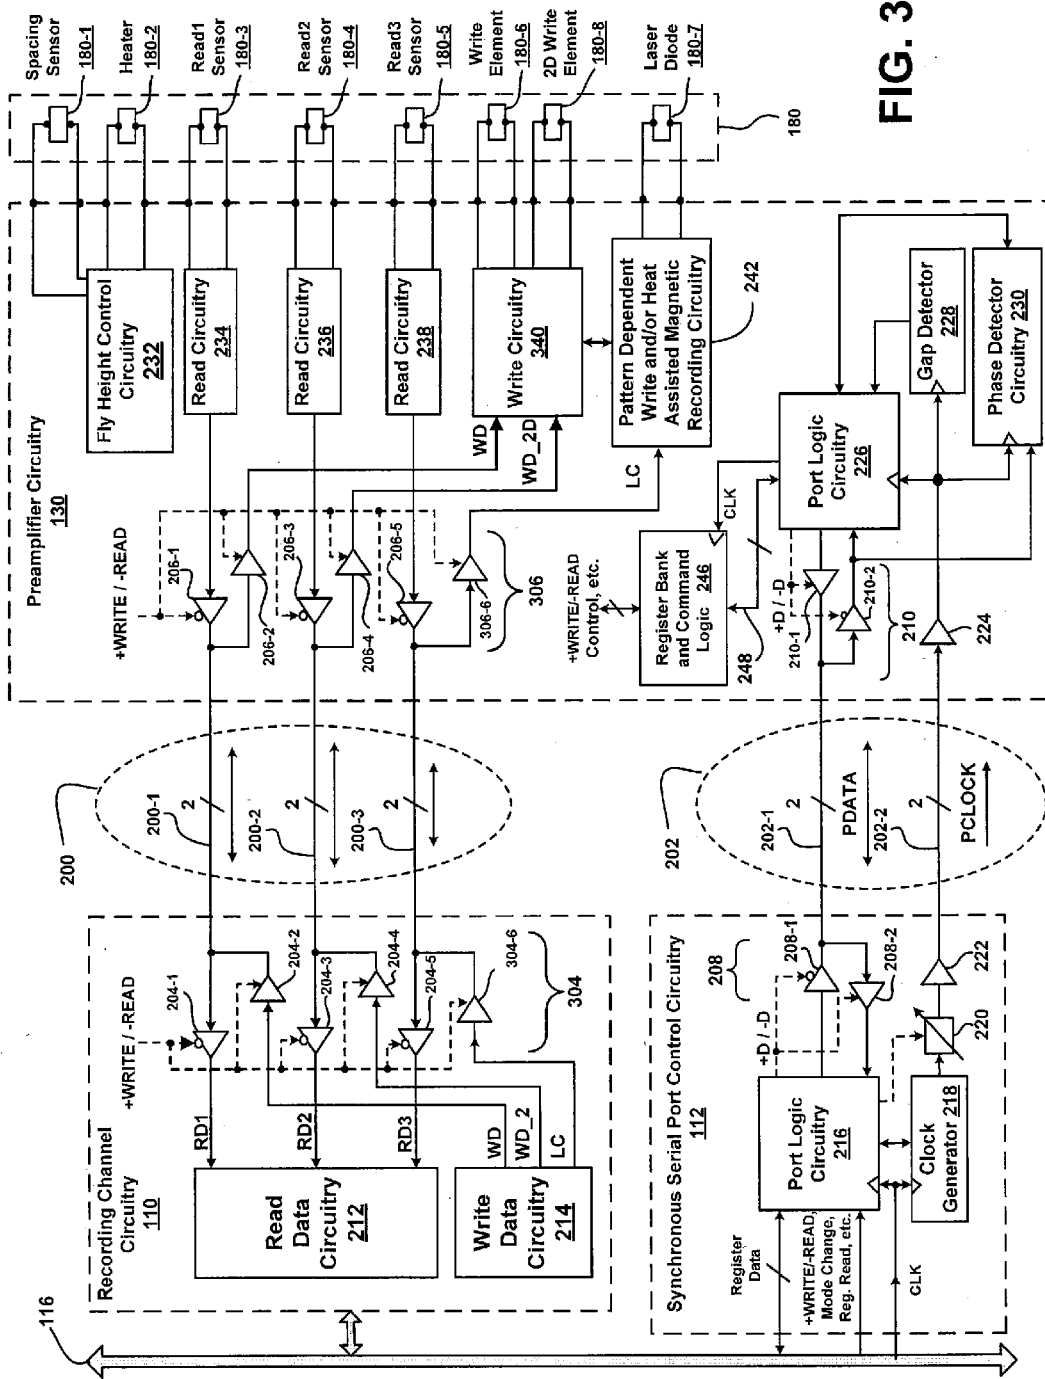 FIG. 3
116
Recording Channel
Circuitry
110
+WRITE / -READ
204-1
204-2
204-3
204-4
204-5
304-6
304
RD1
RD2
RD3
WD
WD_2
LC
Read
Data
Circuitry
212
Write
Data
Circuitry
214
200
200-1
2
200-2
2
200-3
2
Preamplifier Circuitry
130
+WRITE / -READ
206-1
206-2
206-3
206-4
206-5
306-6
306
WD
WD_2D
LC
Fly Height Control
Circuitry
232
Read Circuitry
234
Read Circuitry
236
Read Circuitry
238
Write Circuitry
340
Pattern Dependent
Write and/or Heat
Assisted Magnetic
Recording Circuitry
242
Spacing
Sensor
180-1
Heater
180-2
Read1
Sensor
180-3
Read2
Sensor
180-4
Read3
Sensor
180-5
Write
Element
180-6
2D Write
Element
180-8
Laser
Diode
180-7
180
+WRITE/-READ
Control, etc.
Register Bank
and Command
Logic 246
248
CLK
Port Logic
Circuitry
226
Gap Detector
228
Phase Detector
Circuitry 230
+D / -D
210-1
210-2
210
224
202
202-1
2
PDATA
202-2
2
PCLOCK
Synchronous Serial Port Control Circuitry
112
+D / -D
208
208-1
208-2
222
220
Port Logic
Circuitry
216
Clock
Generator 218
Register
Data
+WRITE/-READ,
Mode Change,
Reg. Read, etc.
CLK